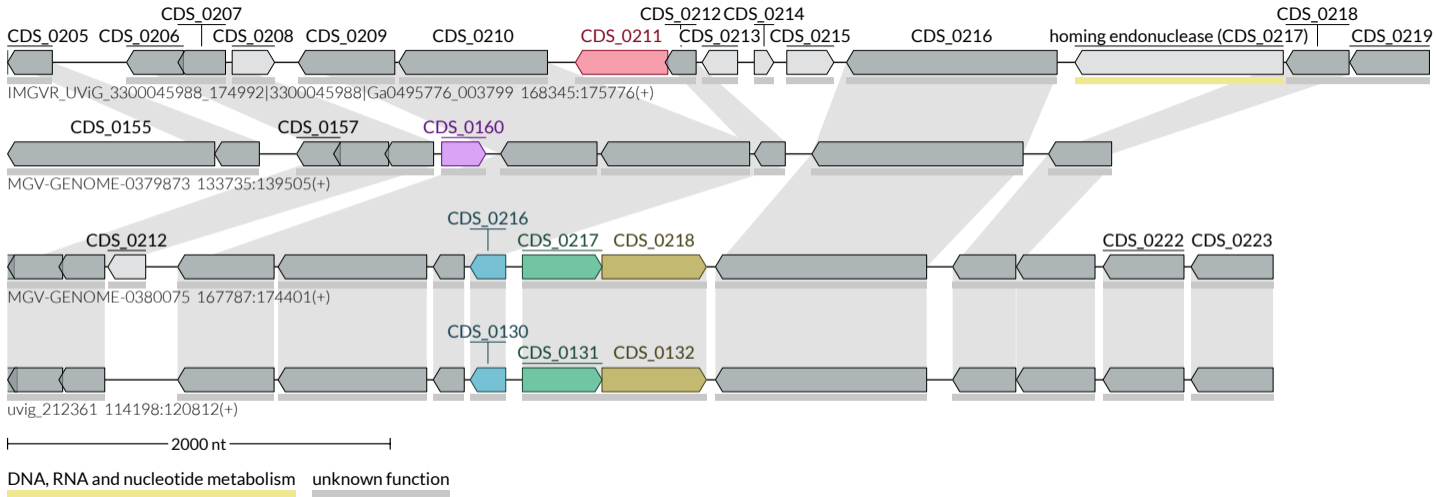 CDS_0207 CDS_0212 CDS_0214 CDS_0218
CDS_0205 CDS_0206 CDS_0208 CDS_0209 CDS_0210 CDS_0211 CDS_0213 CDS_0215 CDS_0216 homing endonuclease (CDS_0217) CDS_0219
IMGVR_UViG_3300045988_174992|3300045988|Ga0495776_003799 168345:175776(+)
CDS_0155 CDS_0157 CDS_0160
MGV-GENOME-0379873 133735:139505(+)
CDS_0216
CDS_0212 CDS_0217 CDS_0218 CDS_0222 CDS_0223
MGV-GENOME-0380075 167787:174401(+)
CDS_0130
CDS_0131 CDS_0132
uvig_212361 114198:120812(+)
2000 nt
DNA, RNA and nucleotide metabolism unknown function